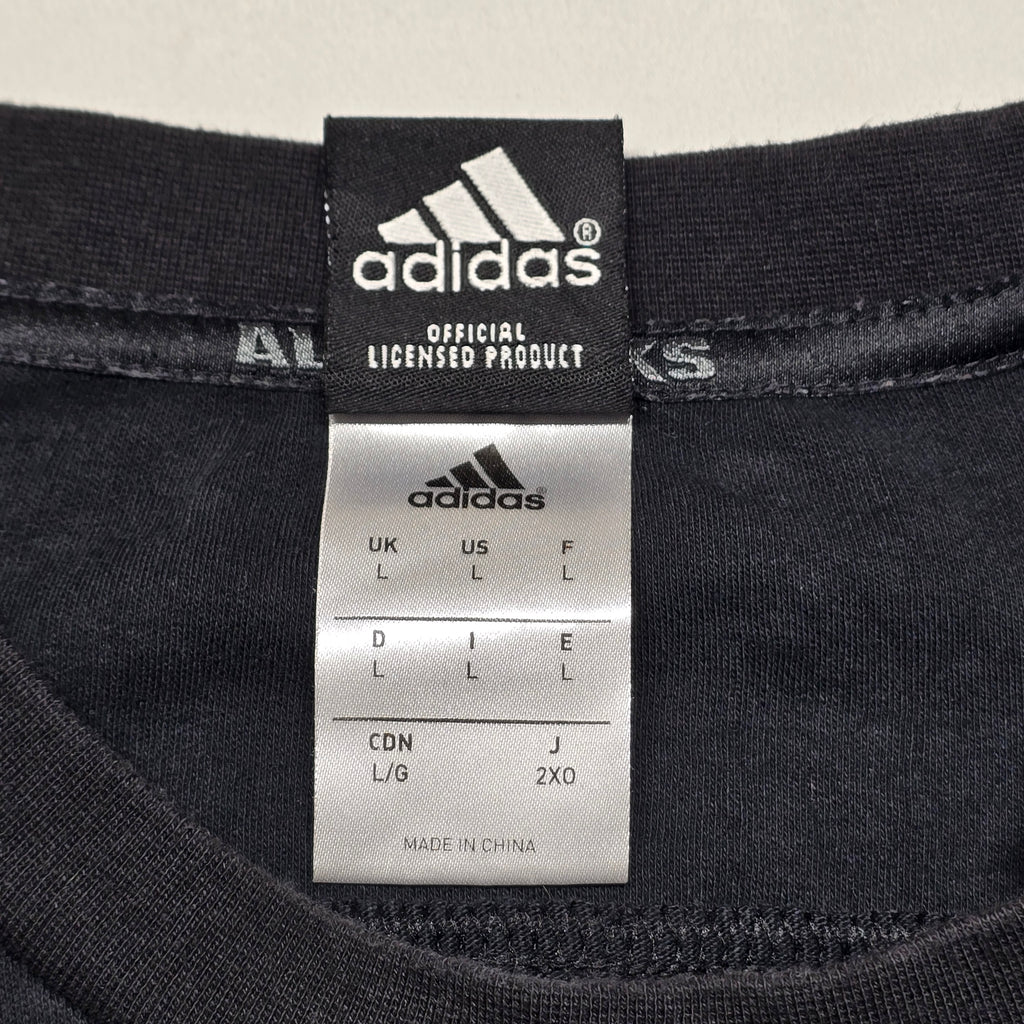 adidas®
OFFICIAL
LICENSED PRODUCT
adidas®
UK US F
L L L
D I E
L L L
CDN J
L/G 2XO
MADE IN CHINA